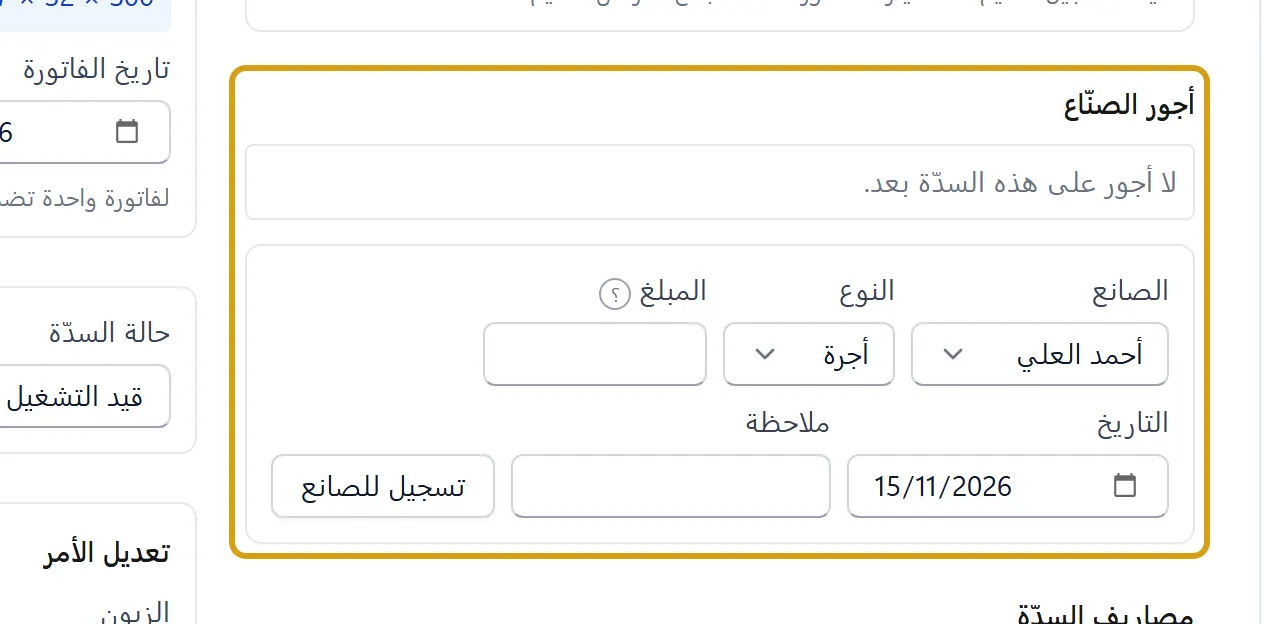 أجور الصنّاع
لا أجور على هذه السدّة بعد.
الصانع
النوع
المبلغ ؟
أحمد العلي
أجرة
التاريخ
ملاحظة
15/11/2026
تسجيل للصانع
مصاريف السدّة
تاريخ الفاتورة
6
لفاتورة واحدة
حالة السدّة
قيد التشغيل
تعديل الأمر
الزبون